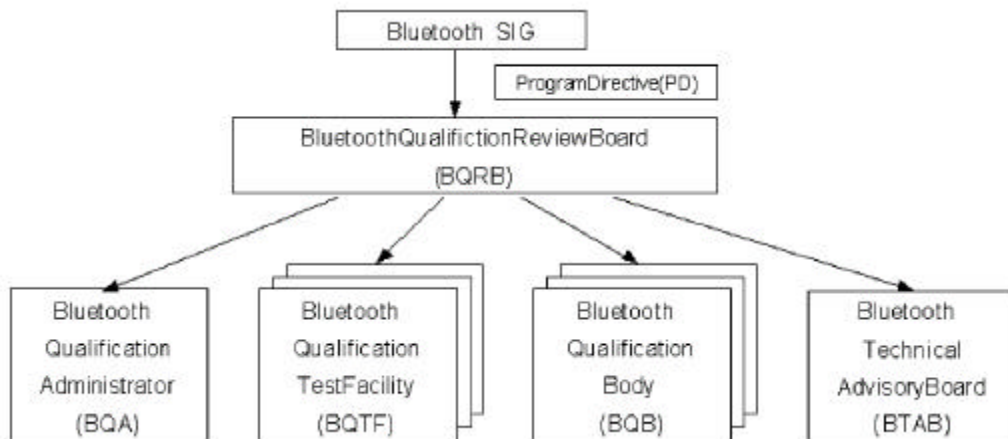 Bluetooth SIG
ProgramDirective(PD)
BluetoothQualifictionReviewBoard
(BQRB)
Bluetooth
Qualification
Administrator
(BQA)
Bluetooth
Qualification
TestFacility
(BQTF)
Bluetooth
Qualification
Body
(BQB)
Bluetooth
Technical
AdvisoryBoard
(BTAB)